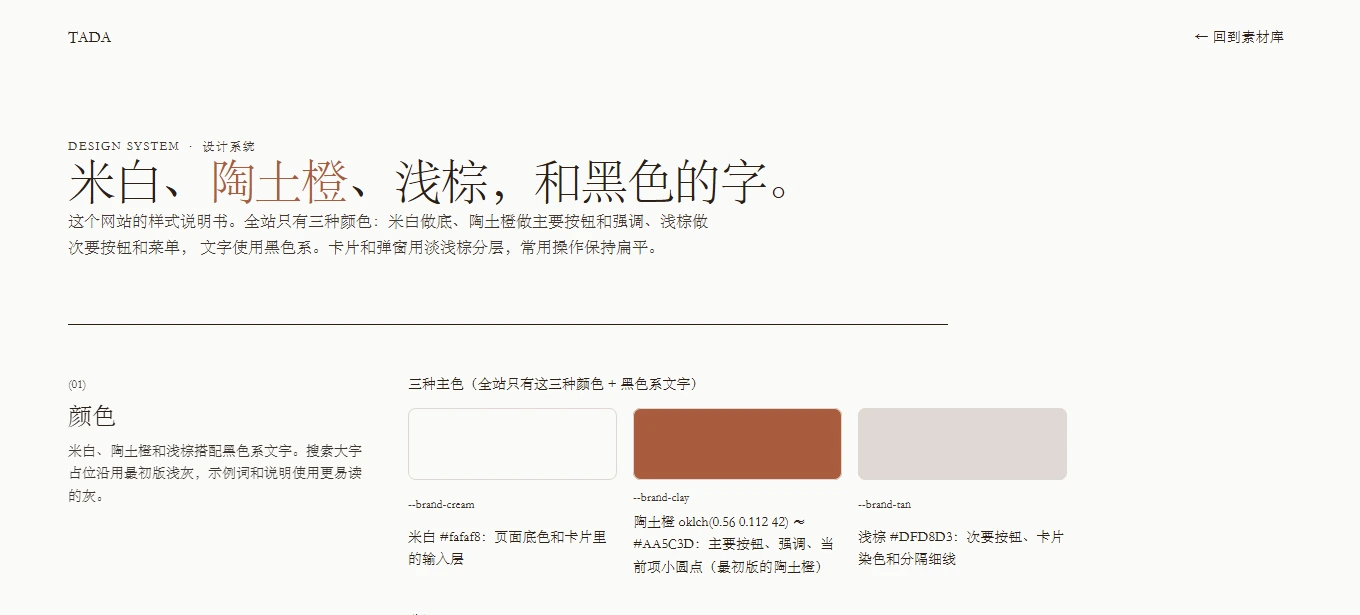 TADA
← 回到素材库
DESIGN SYSTEM · 设计系统
米白、陶土橙、浅棕，和黑色的字。
这个网站的样式说明书。全站只有三种颜色：米白做底、陶土橙做主要按钮和强调、浅棕做
次要按钮和菜单， 文字使用黑色系。卡片和弹窗用淡浅棕分层，常用操作保持扁平。
(01)
颜色
米白、陶土橙和浅棕搭配黑色系文字。搜索大字
占位沿用最初版浅灰，示例词和说明使用更易读
的灰。
三种主色（全站只有这三种颜色 + 黑色系文字）
--brand-cream
米白 #fafaf8：页面底色和卡片里
的输入层
--brand-clay
陶土橙 oklch(0.56 0.112 42) ≈
#AA5C3D：主要按钮、强调、当
前项小圆点（最初版的陶土橙）
--brand-tan
浅棕 #DFD8D3：次要按钮、卡片
染色和分隔细线